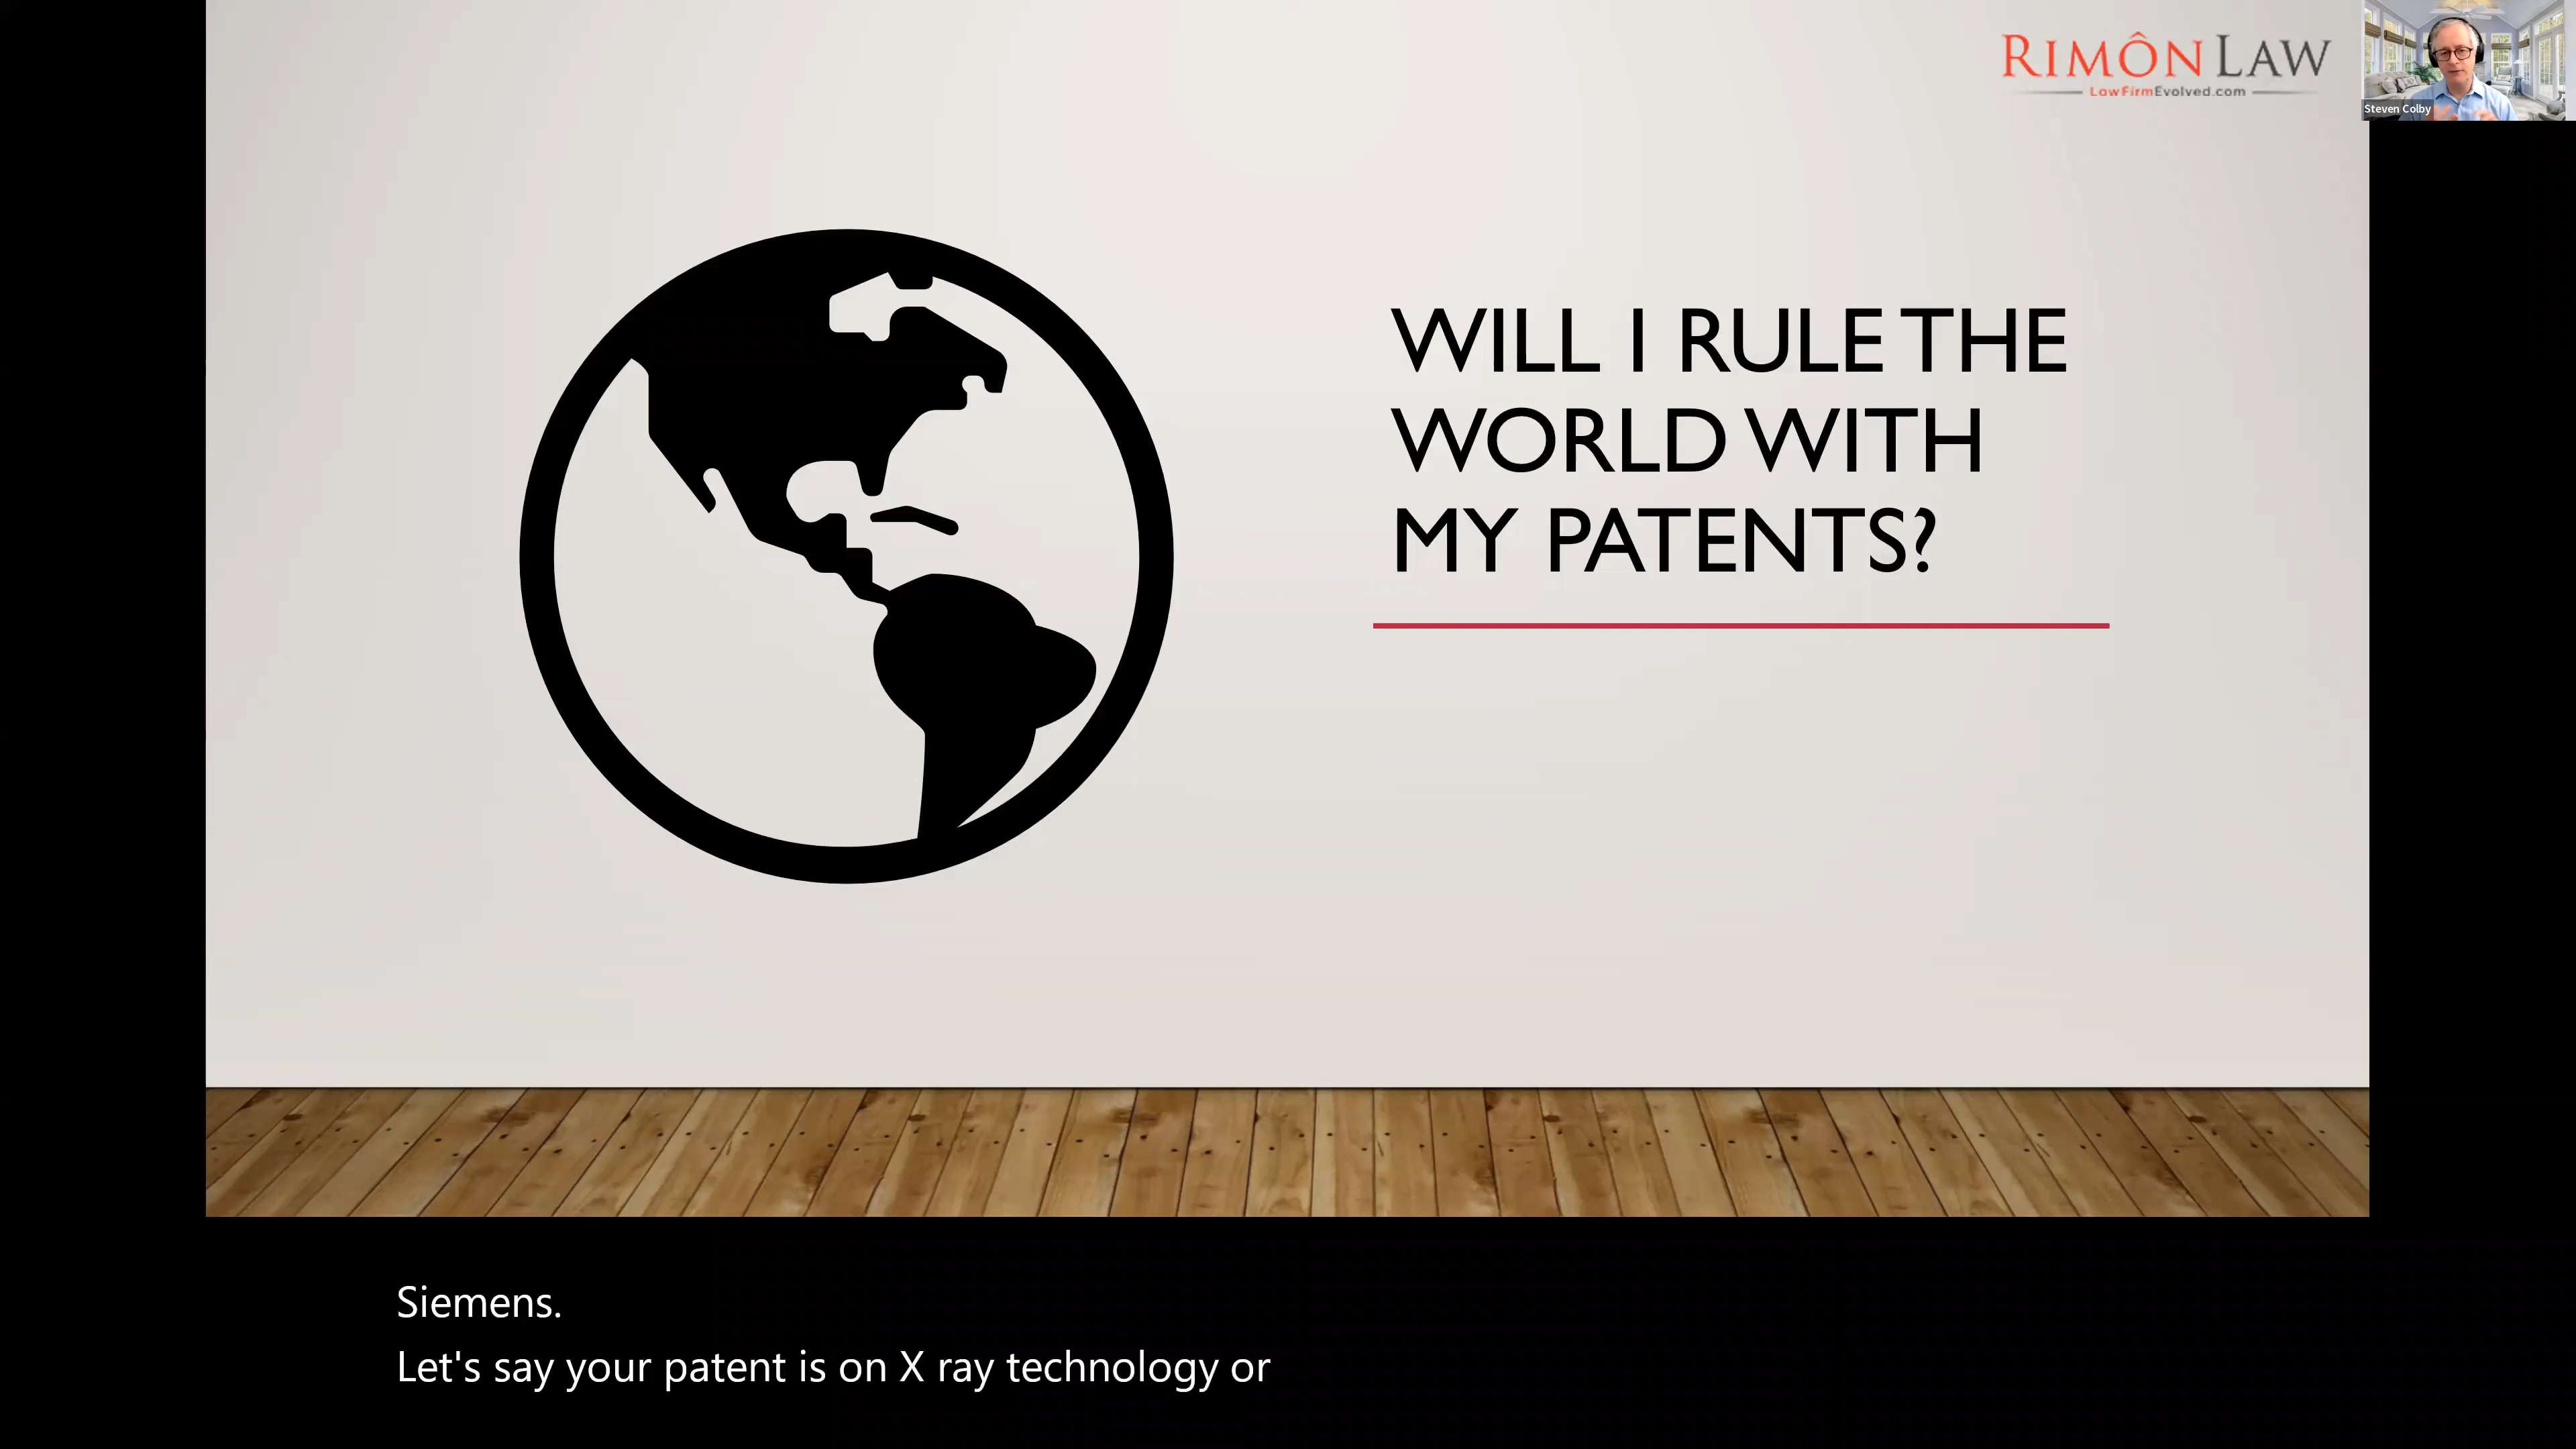 RIMÔN LAW
LawFirmEvolved.com
Steven Colby
WILL I RULE THE
WORLD WITH
MY PATENTS?
Siemens.
Let's say your patent is on X ray technology or